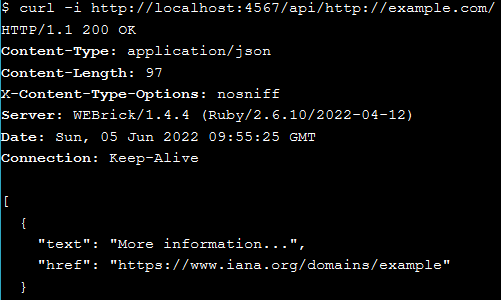 $ curl -i http://localhost:4567/api/http://example.com/
HTTP/1.1 200 OK
Content-Type: application/json
Content-Length: 97
X-Content-Type-Options: nosniff
Server: WEBrick/1.4.4 (Ruby/2.6.10/2022-04-12)
Date: Sun, 05 Jun 2022 09:55:25 GMT
Connection: Keep-Alive

[
  {
    "text": "More information...",
    "href": "https://www.iana.org/domains/example"
  }